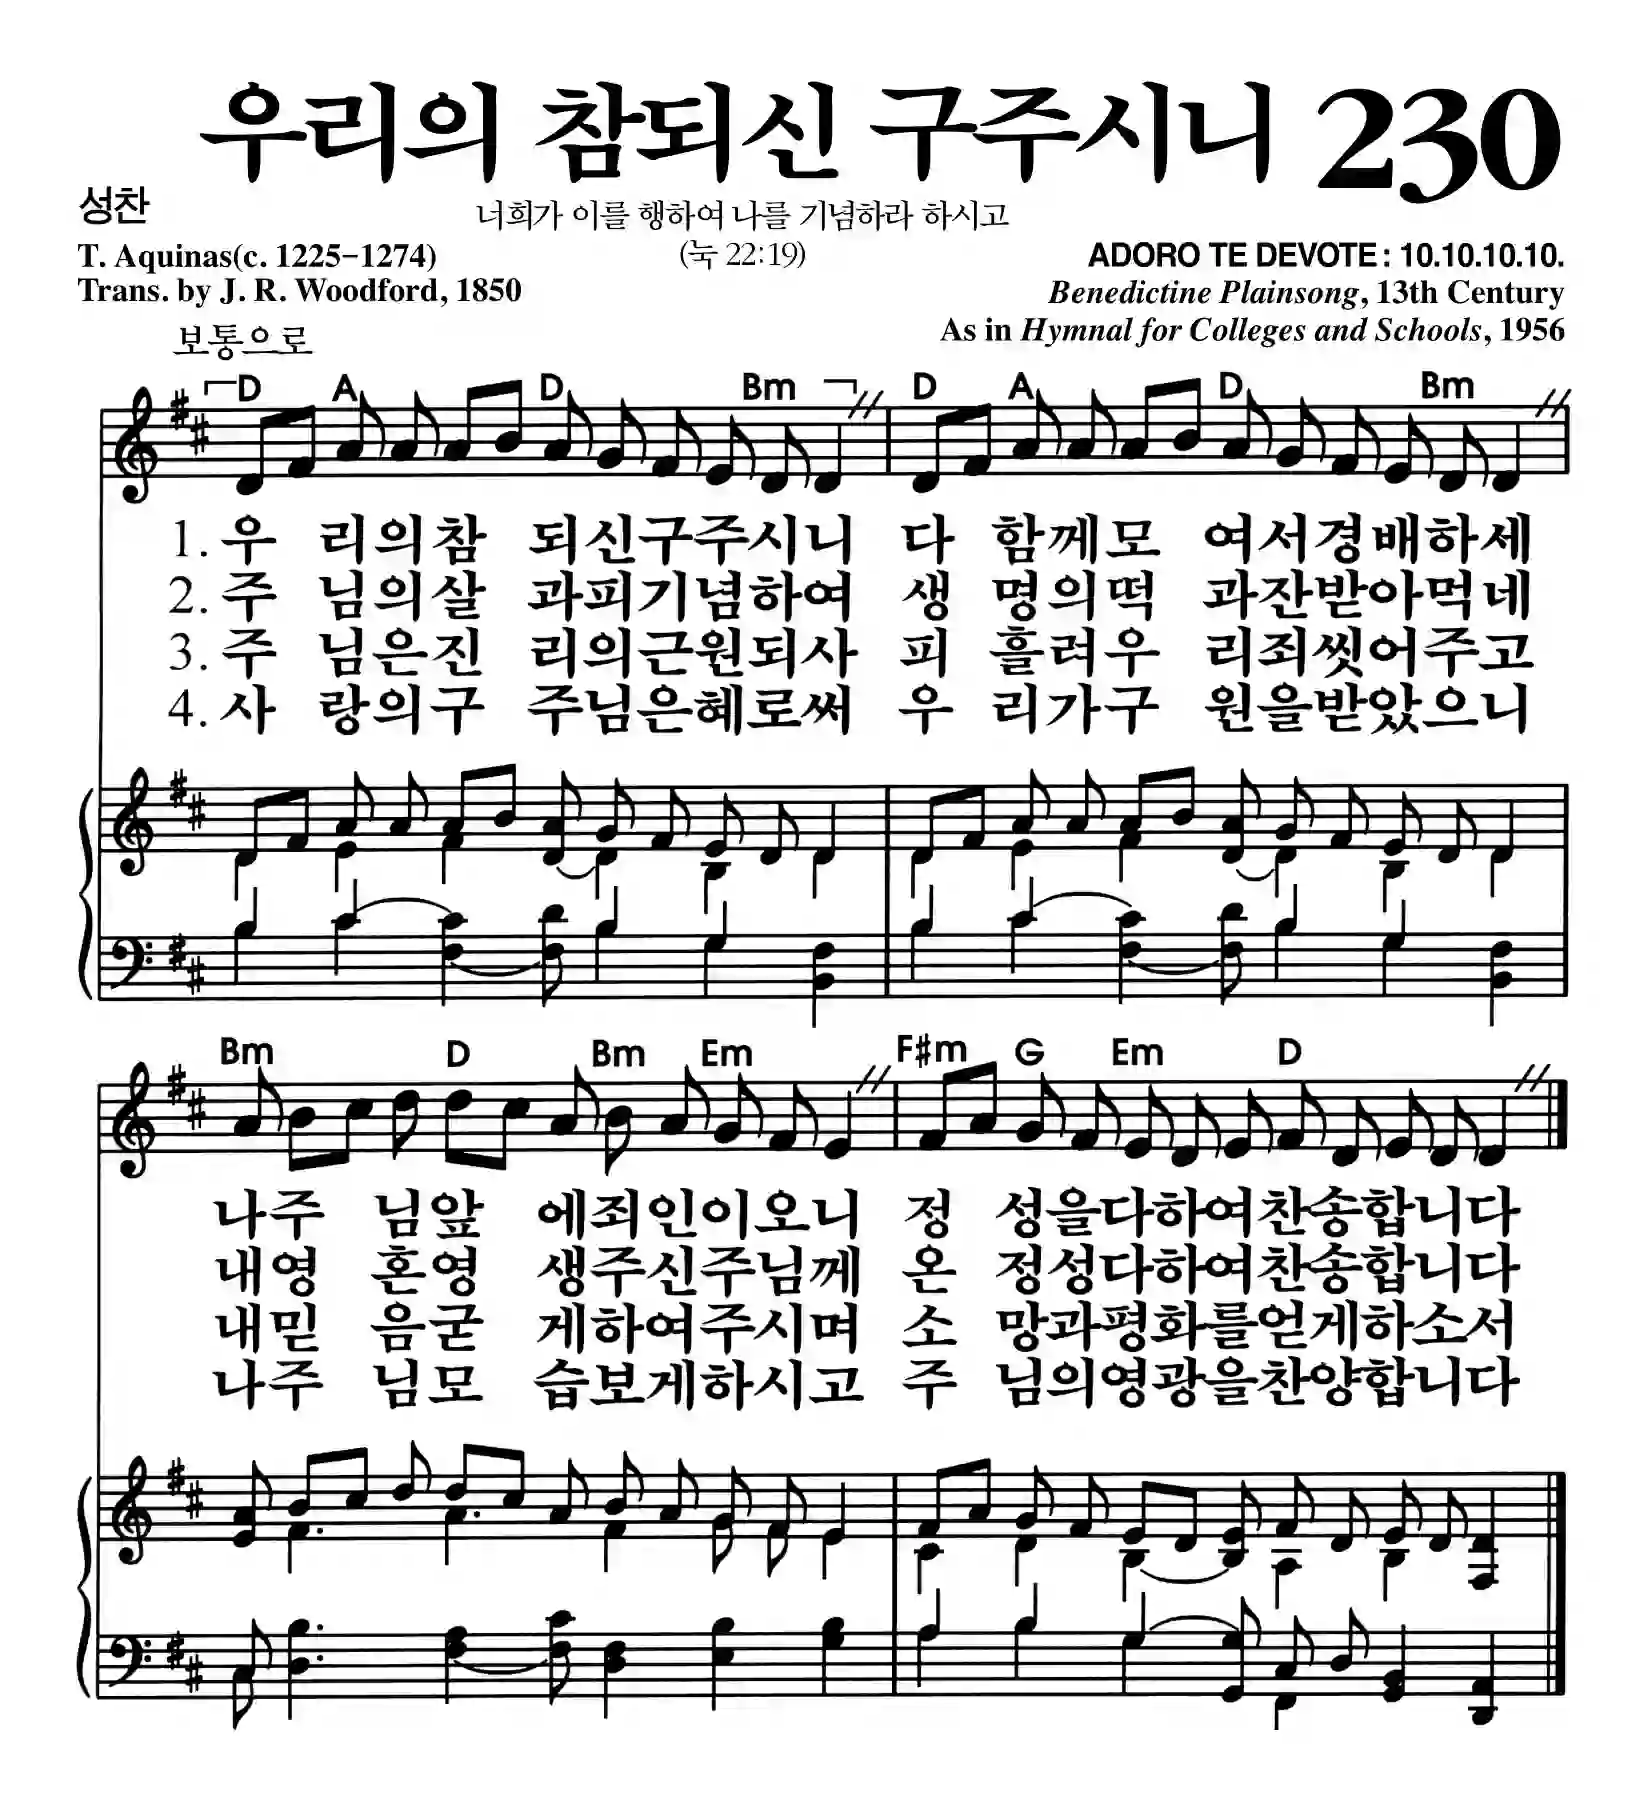 우리의 참되신 구주시니 230
성찬
너희가 이를 행하여 나를 기념하라 하시고
(눅 22:19)
T. Aquinas(c. 1225-1274)
Trans. by J. R. Woodford, 1850
ADORO TE DEVOTE : 10.10.10.10.
Benedictine Plainsong, 13th Century
As in Hymnal for Colleges and Schools, 1956
보통으로
D A D Bm D A D Bm
1. 우 리의참 되신구주시니 다 함께모 여서경배하세
2. 주 님의살 과피기념하여 생 명의떡 과잔받아먹네
3. 주 님은진 리의근원되사 피 흘려우 리죄씻어주고
4. 사 랑의구 주님은혜로써 우 리가구 원을받았으니
Bm D Bm Em F#m G Em D
나주 님앞 에죄인이오니 정 성을다하여찬송합니다
내영 혼영 생주신주님께 온 정성다하여찬송합니다
내믿 음굳 게하여주시며 소 망과평화를얻게하소서
나주 님모 습보게하시고 주 님의영광을찬양합니다